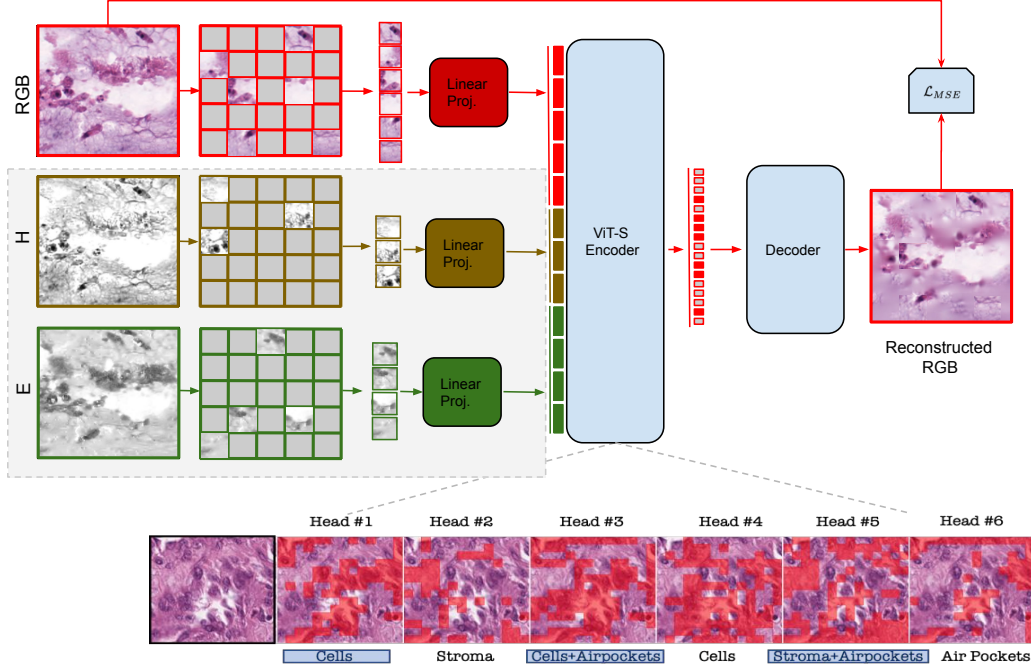 RGB
Linear
Proj.
ViT-S
Encoder
Decoder
ℒ_MSE
Reconstructed
RGB
H
Linear
Proj.
E
Linear
Proj.
Head #1
Head #2
Head #3
Head #4
Head #5
Head #6
Cells
Stroma
Cells+Airpockets
Cells
Stroma+Airpockets
Air Pockets